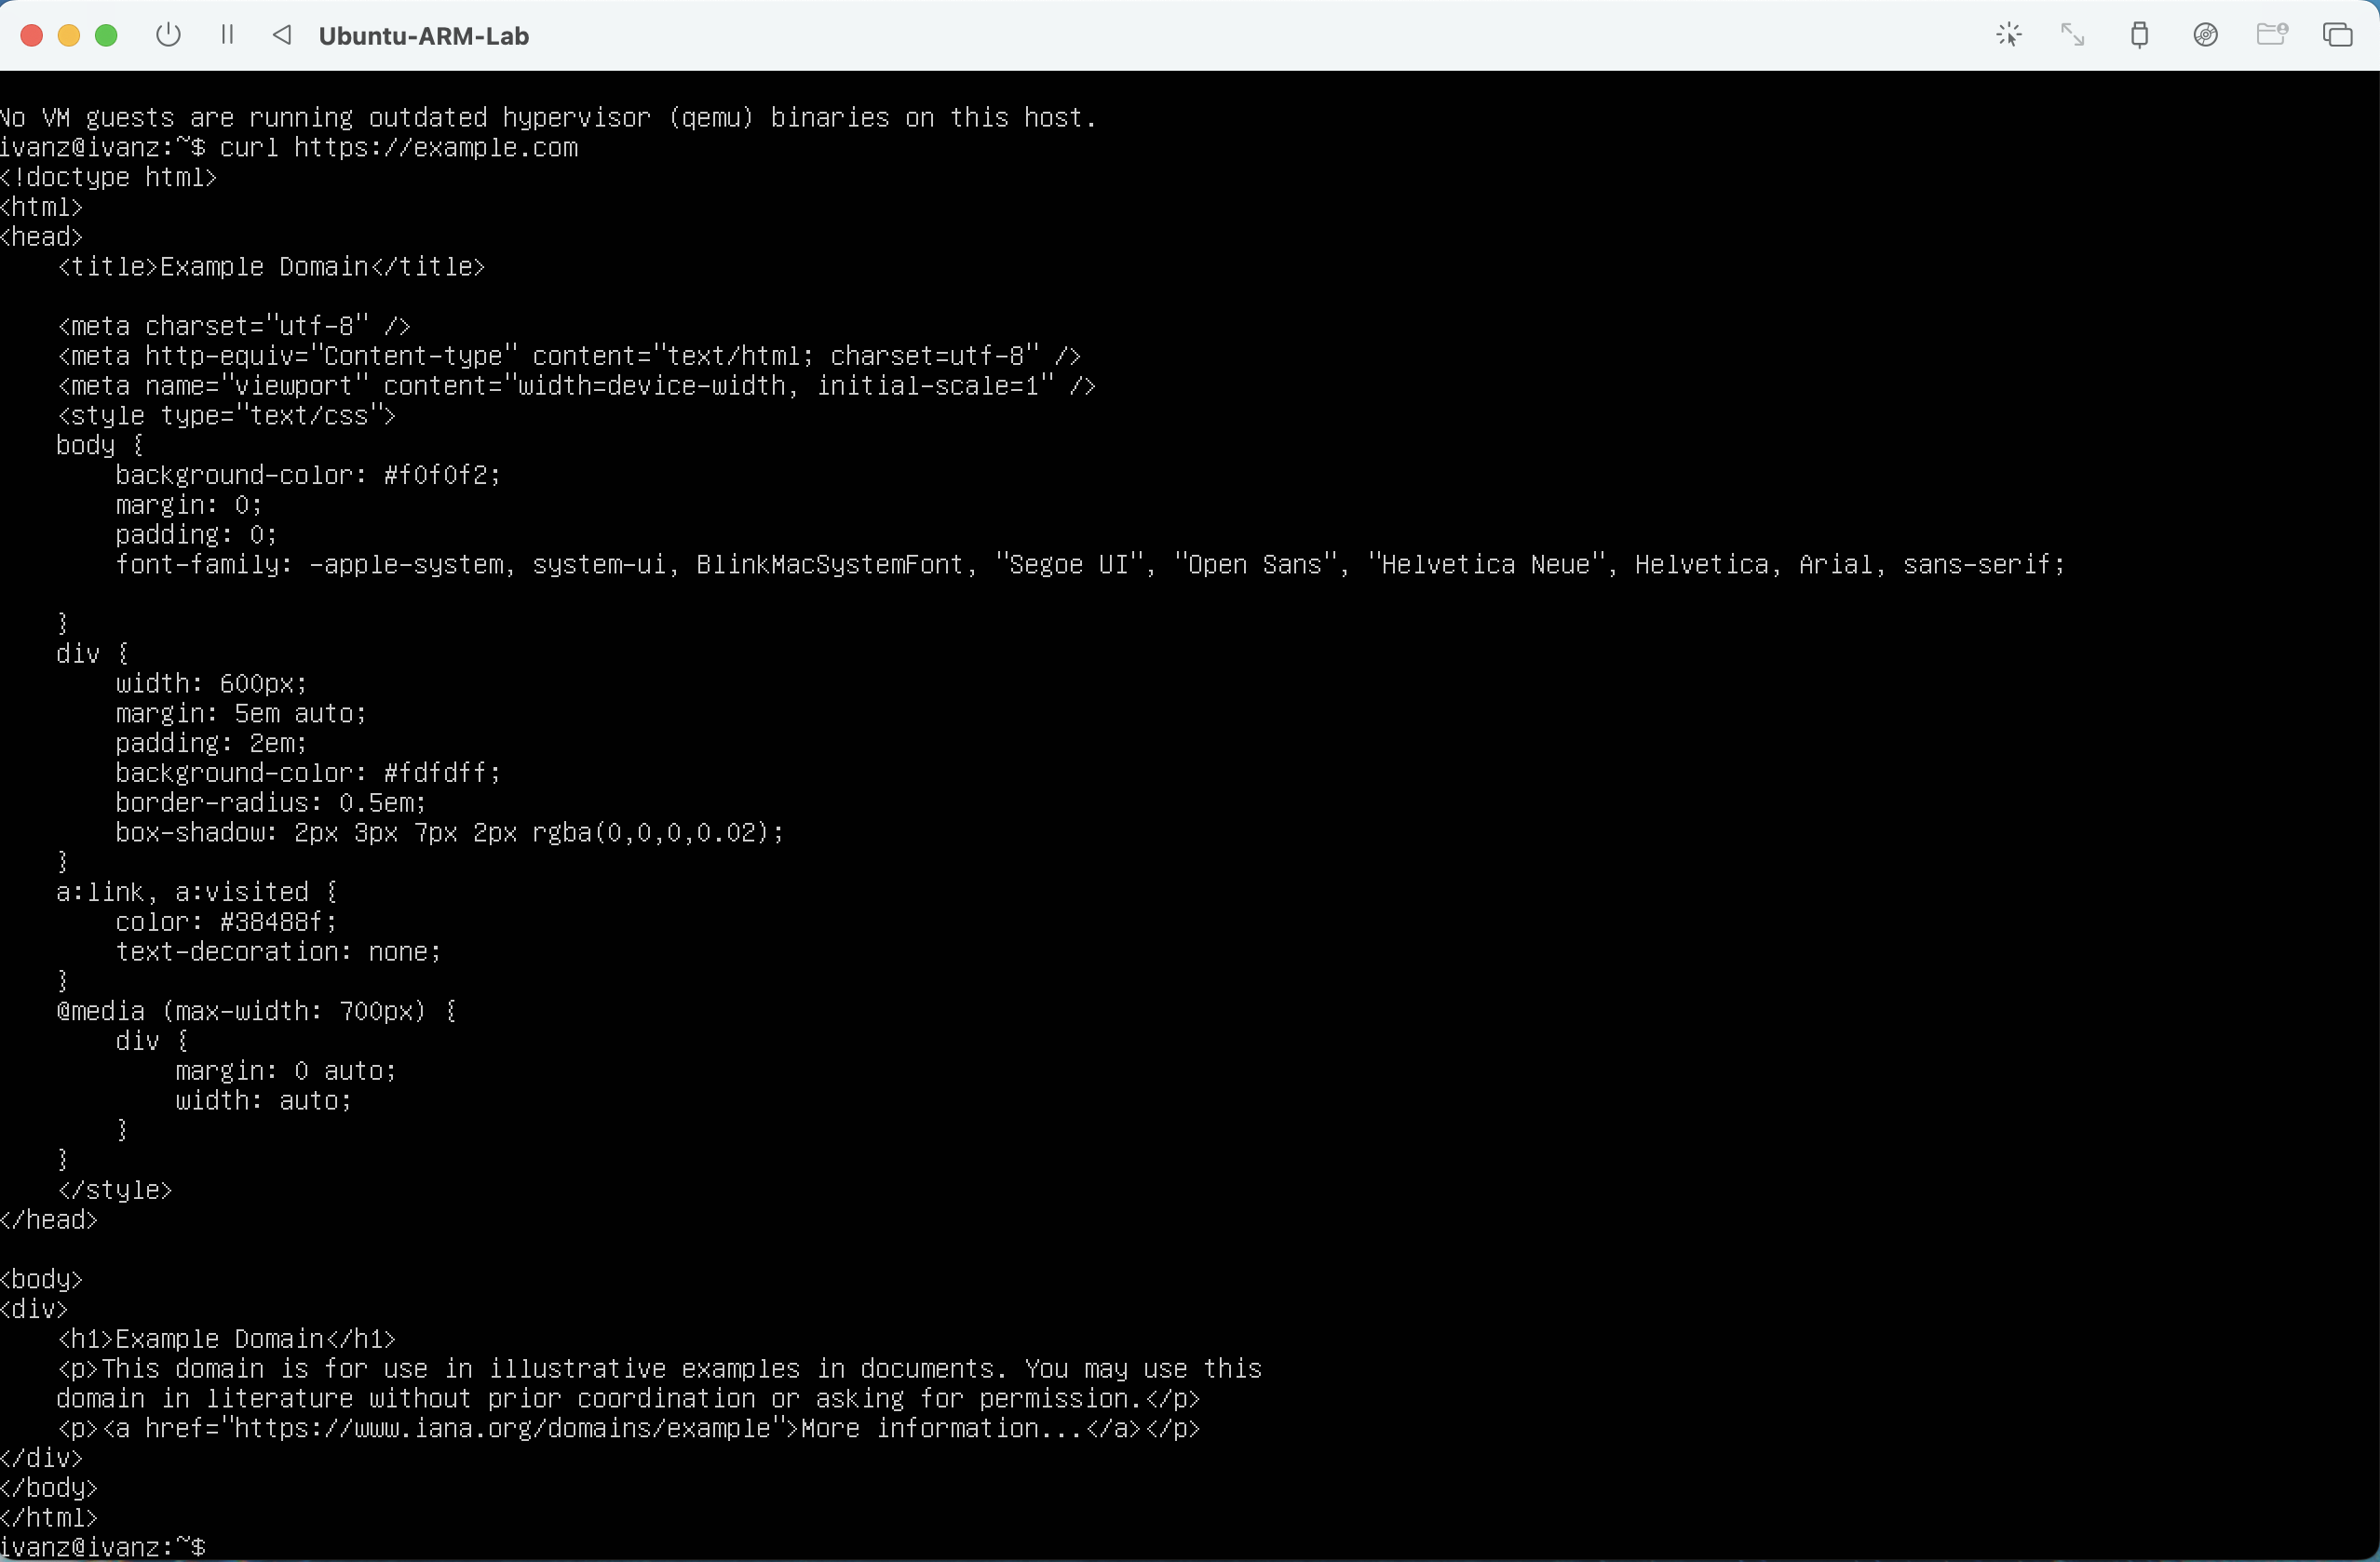 Ubuntu-ARM-Lab
No VM guests are running outdated hypervisor (qemu) binaries on this host.
ivanz@ivanz:~$ curl https://example.com
<!doctype html>
<html>
<head>
    <title>Example Domain</title>

    <meta charset="utf-8" />
    <meta http-equiv="Content-type" content="text/html; charset=utf-8" />
    <meta name="viewport" content="width=device-width, initial-scale=1" />
    <style type="text/css">
    body {
        background-color: #f0f0f2;
        margin: 0;
        padding: 0;
        font-family: -apple-system, system-ui, BlinkMacSystemFont, "Segoe UI", "Open Sans", "Helvetica Neue", Helvetica, Arial, sans-serif;

    }
    div {
        width: 600px;
        margin: 5em auto;
        padding: 2em;
        background-color: #fdfdff;
        border-radius: 0.5em;
        box-shadow: 2px 3px 7px 2px rgba(0,0,0,0.02);
    }
    a:link, a:visited {
        color: #38488f;
        text-decoration: none;
    }
    @media (max-width: 700px) {
        div {
            margin: 0 auto;
            width: auto;
        }
    }
    </style>
</head>

<body>
<div>
    <h1>Example Domain</h1>
    <p>This domain is for use in illustrative examples in documents. You may use this
    domain in literature without prior coordination or asking for permission.</p>
    <p><a href="https://www.iana.org/domains/example">More information...</a></p>
</div>
</body>
</html>
ivanz@ivanz:~$